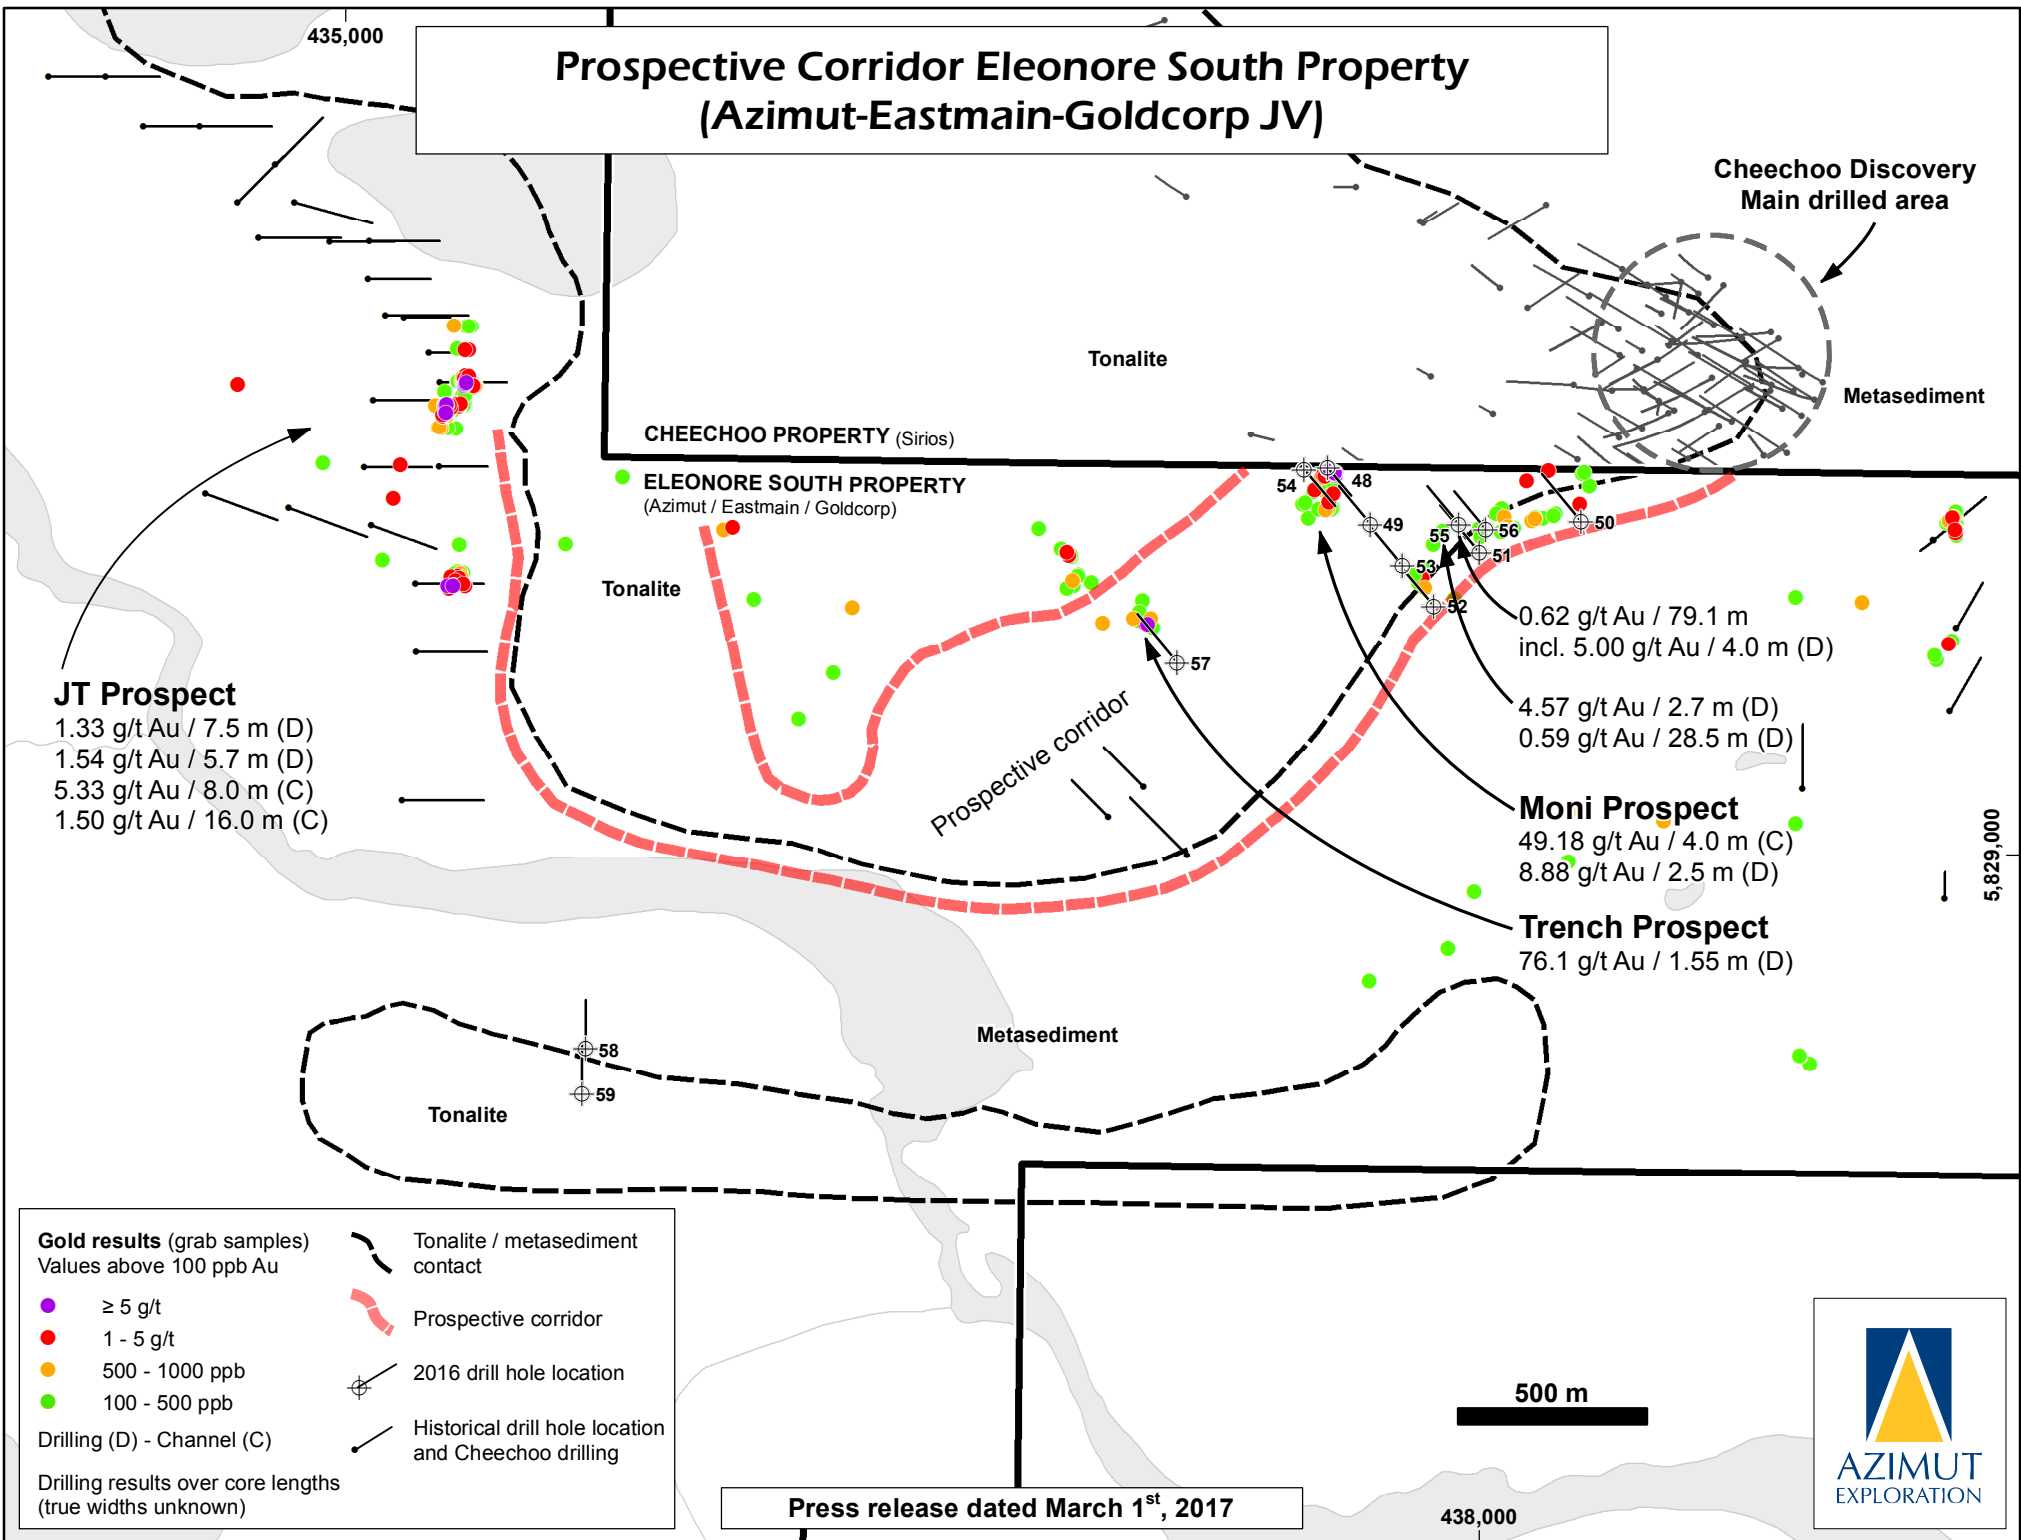 435,000
Prospective Corridor Eleonore South Property
(Azimut-Eastmain-Goldcorp JV)
Cheechoo Discovery
Main drilled area
Tonalite
Metasediment
CHEECHOO PROPERTY (Sirios)
ELEONORE SOUTH PROPERTY
(Azimut / Eastmain / Goldcorp)
54
48
49
50
55
56
51
53
52
57
Tonalite
0.62 g/t Au / 79.1 m
incl. 5.00 g/t Au / 4.0 m (D)
4.57 g/t Au / 2.7 m (D)
0.59 g/t Au / 28.5 m (D)
JT Prospect
1.33 g/t Au / 7.5 m (D)
1.54 g/t Au / 5.7 m (D)
5.33 g/t Au / 8.0 m (C)
1.50 g/t Au / 16.0 m (C)
Prospective corridor
Moni Prospect
49.18 g/t Au / 4.0 m (C)
8.88 g/t Au / 2.5 m (D)
5,829,000
Trench Prospect
76.1 g/t Au / 1.55 m (D)
Metasediment
58
59
Tonalite
Gold results (grab samples)
Values above 100 ppb Au
≥ 5 g/t
1 - 5 g/t
500 - 1000 ppb
100 - 500 ppb
Drilling (D) - Channel (C)
Drilling results over core lengths
(true widths unknown)
Tonalite / metasediment
contact
Prospective corridor
2016 drill hole location
Historical drill hole location
and Cheechoo drilling
500 m
Press release dated March 1st, 2017
438,000
AZIMUT
EXPLORATION